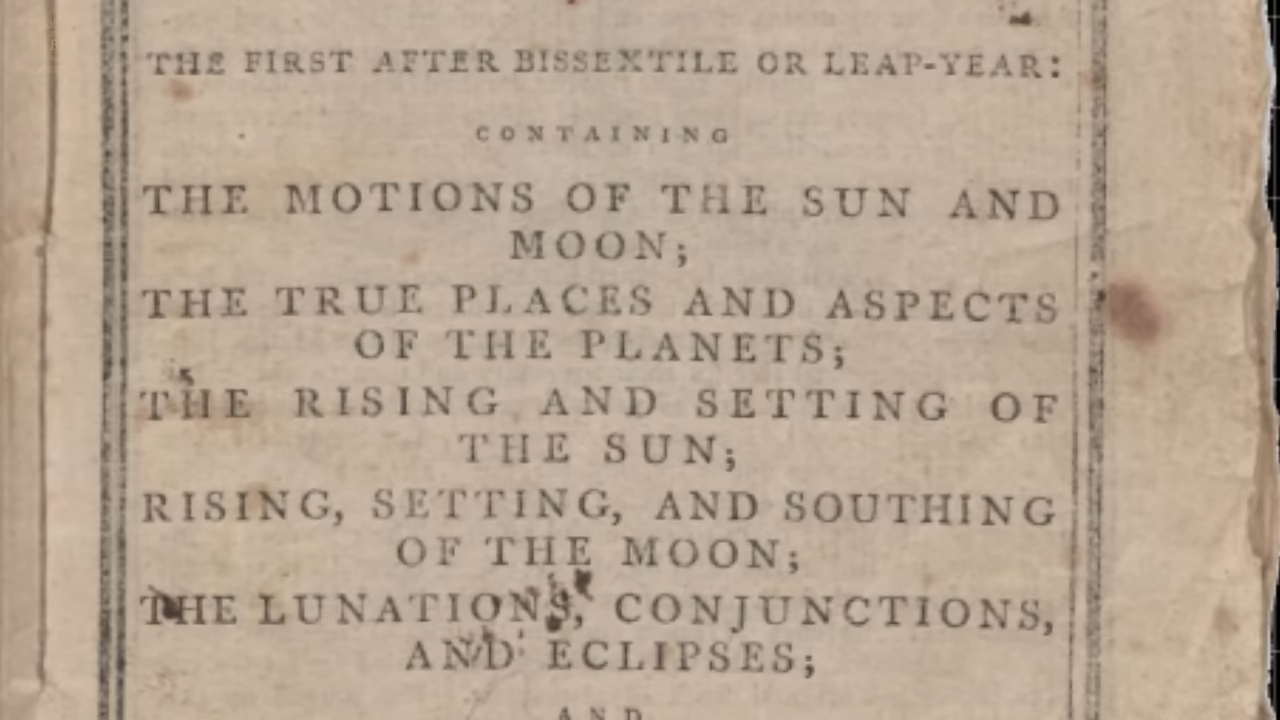 THE FIRST AFTER BISSEXTILE OR LEAP-YEAR:
CONTAINING
THE MOTIONS OF THE SUN AND
MOON;
THE TRUE PLACES AND ASPECTS
OF THE PLANETS;
THE RISING AND SETTING OF
THE SUN;
RISING, SETTING, AND SOUTHING
OF THE MOON;
THE LUNATIONS, CONJUNCTIONS,
AND ECLIPSES;
AND